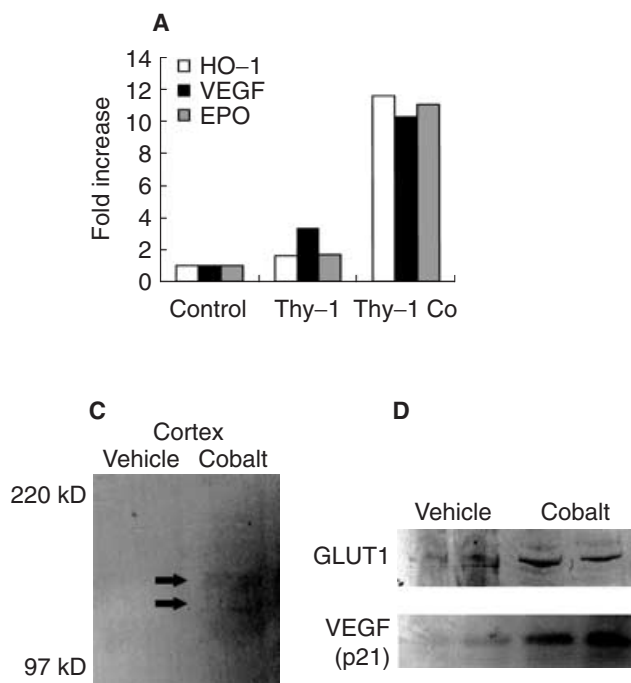 A
14
12
10
8
6
4
2
0
Fold increase
HO–1
VEGF
EPO
Control Thy–1 Thy–1 Co
C
Cortex
Vehicle Cobalt
220 kD
97 kD
D
Vehicle Cobalt
GLUT1
VEGF
(p21)